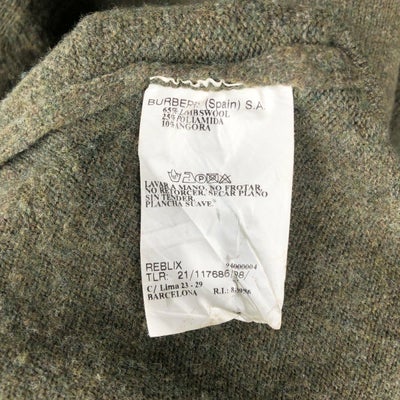 BURBERRY (Spain) S.A.
65% LAMBSWOOL
25% POLIAMIDA
10% ANGORA
LAVAR A MANO. NO FROTAR.
NO RETORCER. SECAR PLANO
SIN TENDER.
PLANCHA SUAVE.
REBLIX 94000004
TLR: 21/117686/98/
C/ Lima 23 - 29
BARCELONA R.I.: